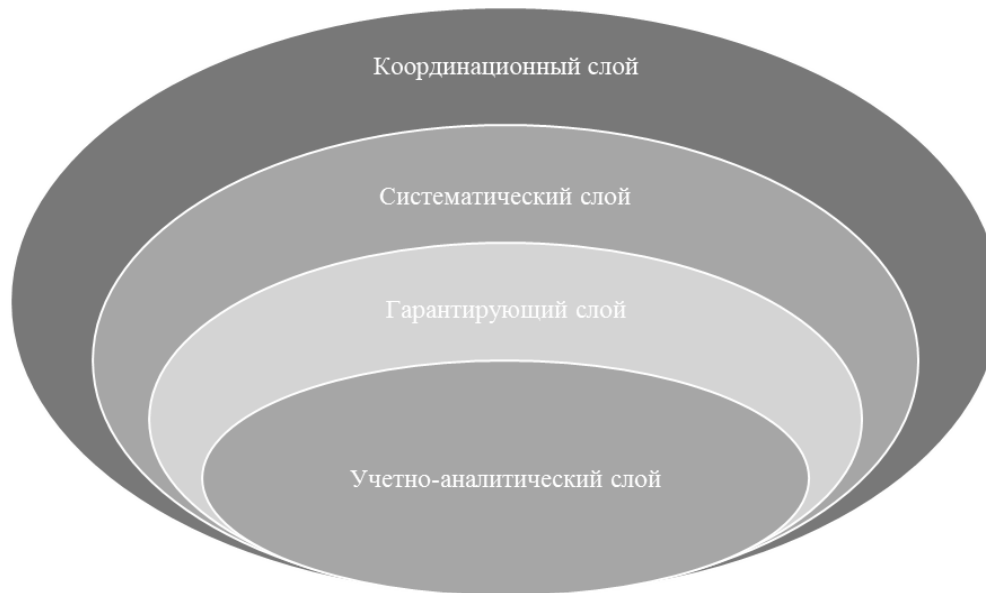 Координационный слой
Систематический слой
Гарантирующий слой
Учетно-аналитический слой